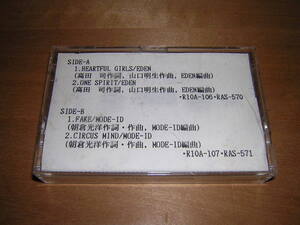 SIDE-A
1.HEARTFUL GIRLS/EDEN
(高田　司作詞，山口明生作曲，EDEN編曲)
2.ONE SPIRIT/EDEN
(高田　司作詞，山口明生作曲，EDEN編曲)
・R10A-106・RAS-570
SIDE-B
1.FAKE/MODE-ID
(朝倉光洋作詞・作曲，MODE-ID編曲)
2.CIRCUS MIND/MODE-ID
(朝倉光洋作詞・作曲，MODE-ID編曲)
・R10A-107・RAS-571